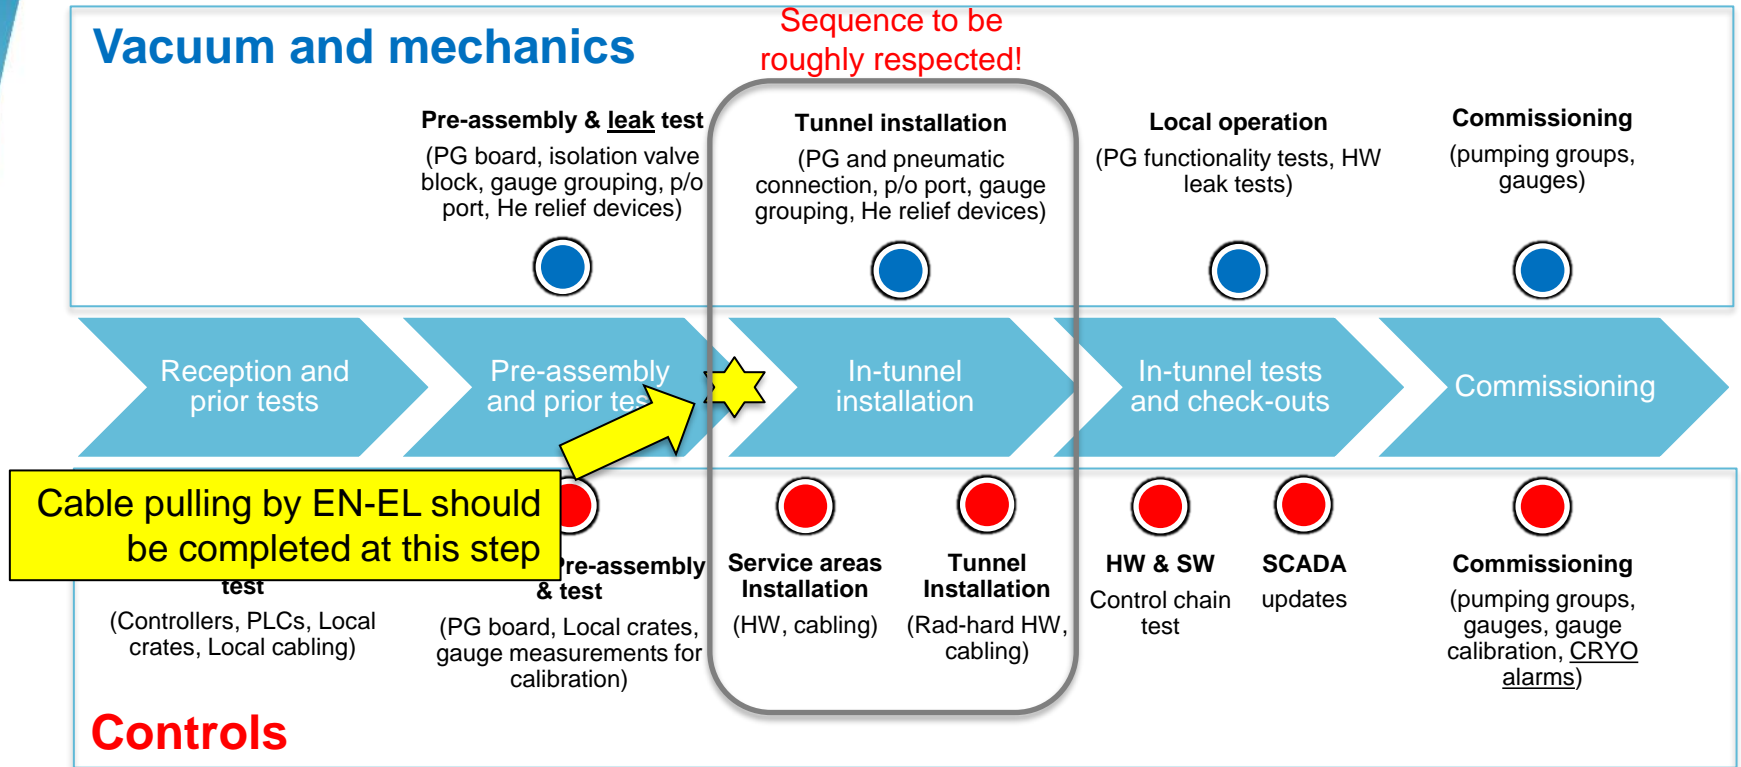 Sequence to be
roughly respected!
Vacuum and mechanics
Pre-assembly & leak test
(PG board, isolation valve
block, gauge grouping, p/o
port, He relief devices)
Tunnel installation
(PG and pneumatic
connection, p/o port, gauge
grouping, He relief devices)
Local operation
(PG functionality tests, HW
leak tests)
Commissioning
(pumping groups,
gauges)
Reception and
prior tests
Pre-assembly
and prior tes
In-tunnel
installation
In-tunnel tests
and check-outs
Commissioning
Cable pulling by EN-EL should
be completed at this step
test
(Controllers, PLCs, Local
crates, Local cabling)
Pre-assembly
& test
(PG board, Local crates,
gauge measurements for
calibration)
Service areas
Installation
(HW, cabling)
Tunnel
Installation
(Rad-hard HW,
cabling)
HW & SW
Control chain
test
SCADA
updates
Commissioning
(pumping groups,
gauges, gauge
calibration, CRYO
alarms)
Controls